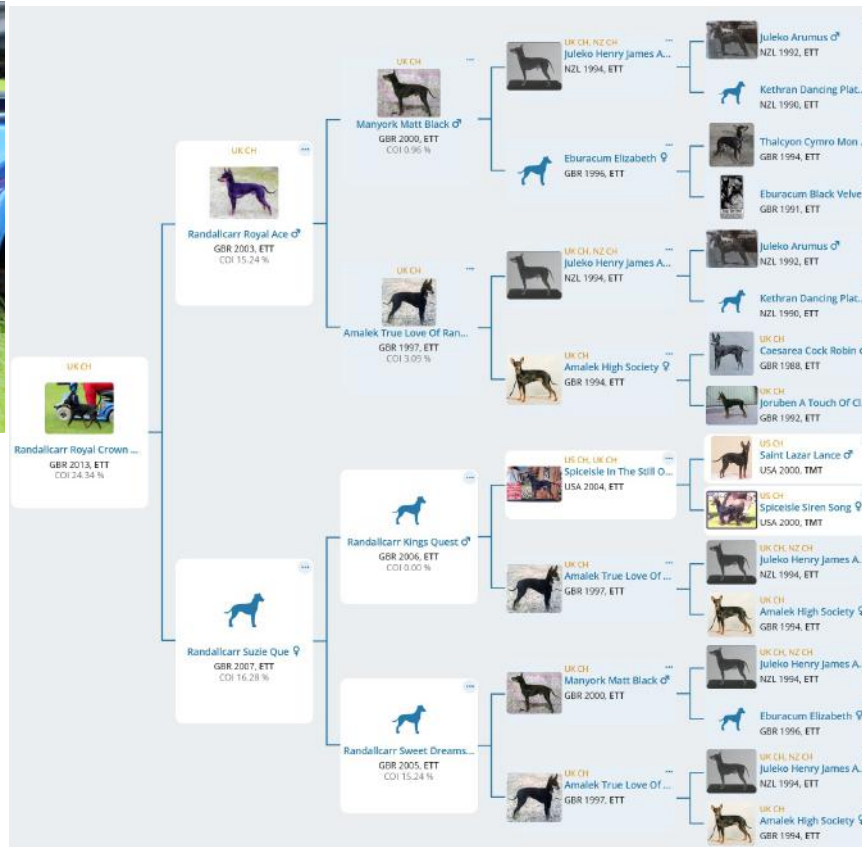 UK CH
Randallcarr Royal Crown ...
GBR 2013, ETT
COI 24.34 %
UK CH
Randallcarr Royal Ace ♂
GBR 2003, ETT
COI 15.24 %
Randallcarr Suzie Que ♀
GBR 2007, ETT
COI 16.28 %
UK CH
Manyork Matt Black ♂
GBR 2000, ETT
COI 0.96 %
UK CH
Amalek True Love Of Ran...
GBR 1997, ETT
COI 3.09 %
Randallcarr Kings Quest ♂
GBR 2006, ETT
COI 0.00 %
Randallcarr Sweet Dreams...
GBR 2005, ETT
COI 15.24 %
UK CH, NZ CH
Juleko Henry James A...
NZL 1994, ETT
Eburacum Elizabeth ♀
GBR 1996, ETT
UK CH, NZ CH
Juleko Henry James A...
NZL 1994, ETT
UK CH
Amalek High Society ♀
GBR 1994, ETT
US CH, UK CH
Spiceisle In The Still O...
USA 2004, ETT
UK CH
Amalek True Love Of ...
GBR 1997, ETT
UK CH
Manyork Matt Black ♂
GBR 2000, ETT
UK CH
Amalek True Love Of ...
GBR 1997, ETT
Juleko Arumus ♂
NZL 1992, ETT
Kethran Dancing Plat...
NZL 1990, ETT
Thalcyon Cymro Mon
GBR 1994, ETT
Eburacum Black Velve
GBR 1991, ETT
Juleko Arumus ♂
NZL 1992, ETT
Kethran Dancing Plat...
NZL 1990, ETT
UK CH
Caesarea Cock Robin
GBR 1988, ETT
UK CH
Joruben A Touch Of Cl
GBR 1992, ETT
US CH
Saint Lazar Lance ♂
USA 2000, TMT
US CH
Spiceisle Siren Song ♀
USA 2000, TMT
UK CH, NZ CH
Juleko Henry James A.
NZL 1994, ETT
UK CH
Amalek High Society ♀
GBR 1994, ETT
UK CH, NZ CH
Juleko Henry James A.
NZL 1994, ETT
Eburacum Elizabeth ♀
GBR 1996, ETT
UK CH, NZ CH
Juleko Henry James A.
NZL 1994, ETT
UK CH
Amalek High Society ♀
GBR 1994, ETT